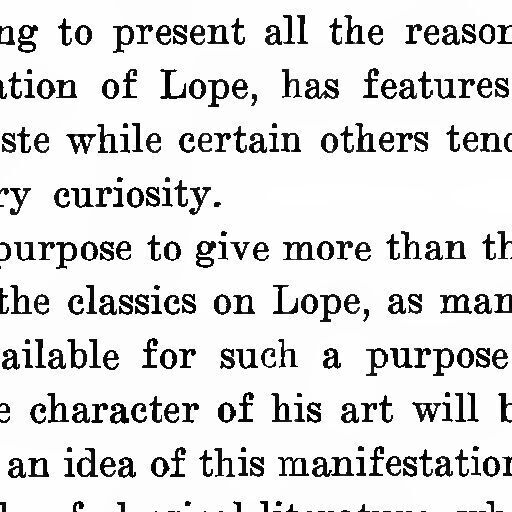 ng to present all the reason
ation of Lope, has features
ste while certain others tend
ry curiosity.
purpose to give more than th
the classics on Lope, as man
ailable for such a purpose
e character of his art will b
an idea of this manifestation
literature